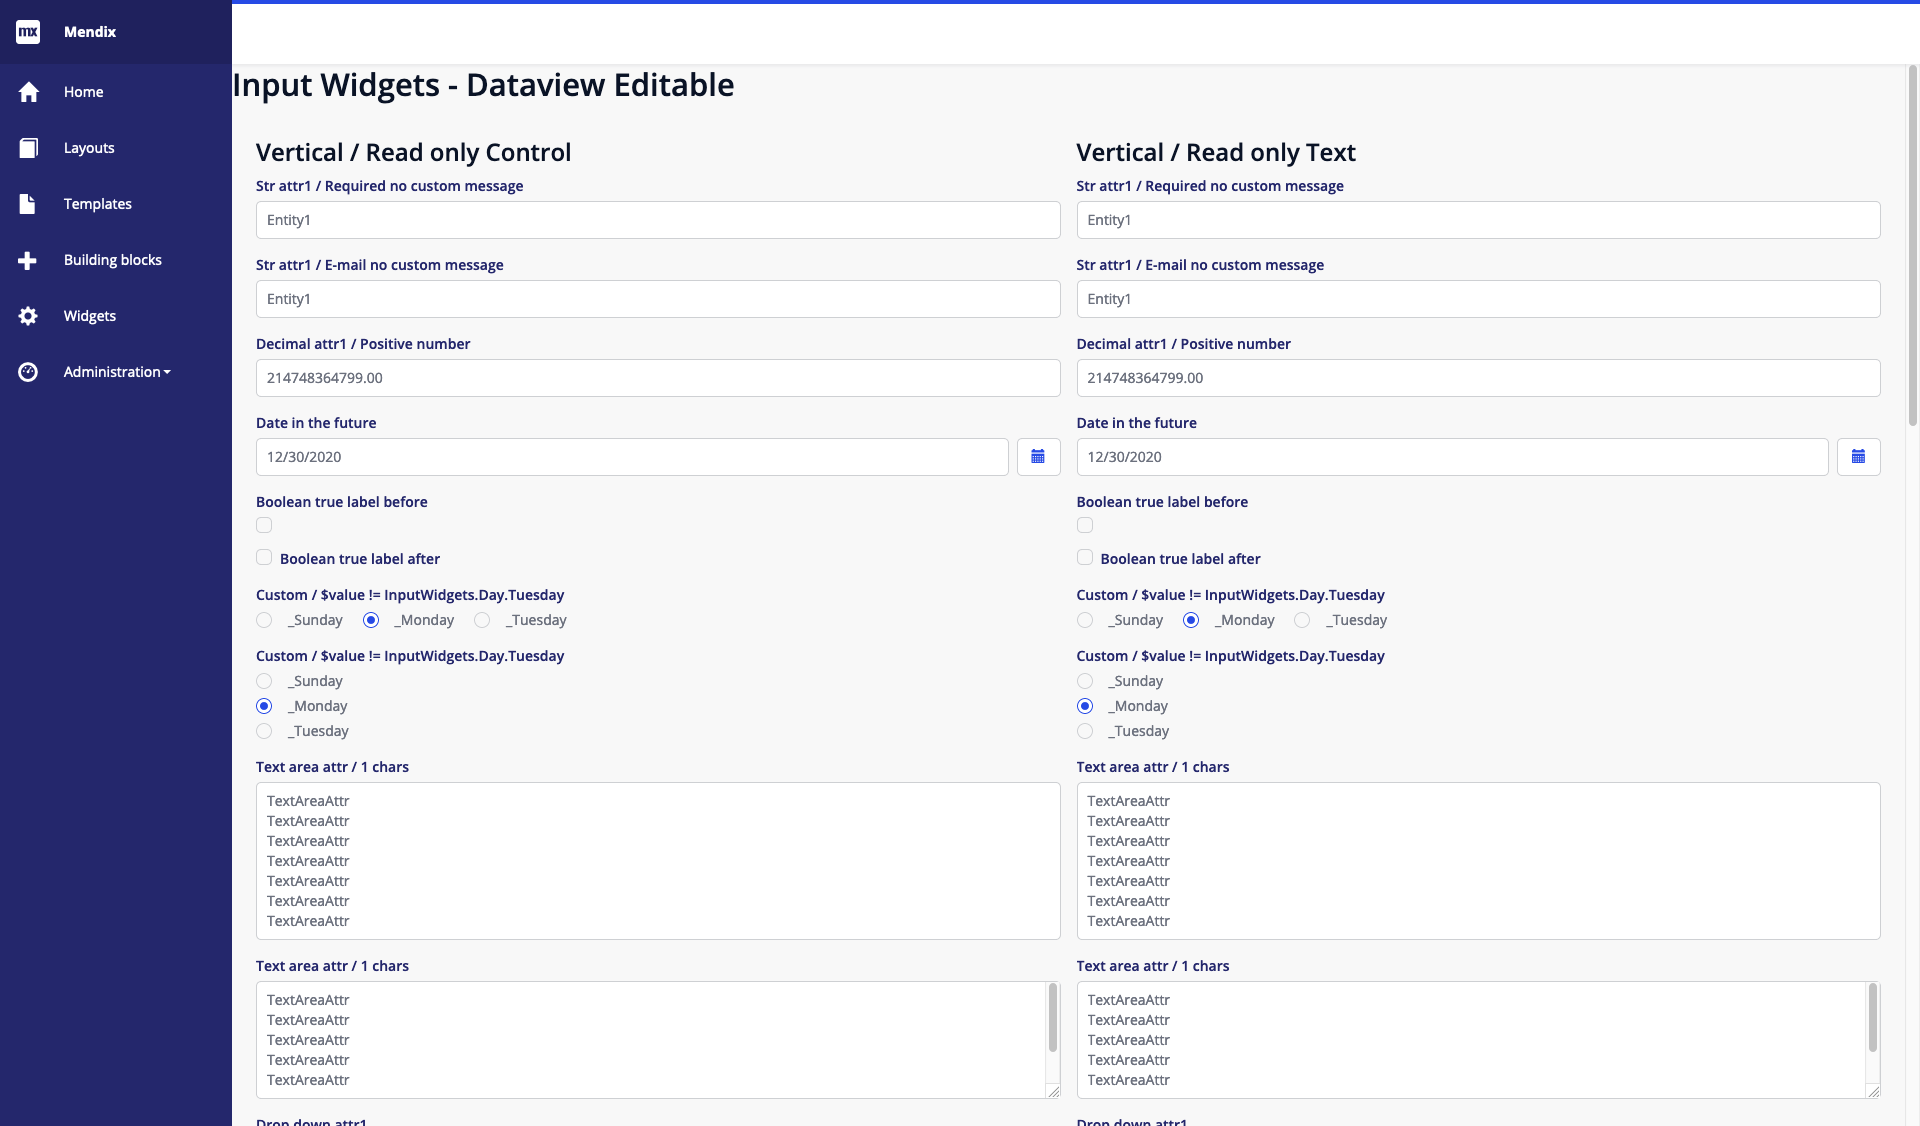 mx Mendix
Home
Layouts
Templates
Building blocks
Widgets
Administration
Input Widgets - Dataview Editable
Vertical / Read only Control
Str attr1 / Required no custom message
Entity1
Str attr1 / E-mail no custom message
Entity1
Decimal attr1 / Positive number
214748364799.00
Date in the future
12/30/2020
Boolean true label before
Boolean true label after
Custom / $value != InputWidgets.Day.Tuesday
_Sunday _Monday _Tuesday
Custom / $value != InputWidgets.Day.Tuesday
_Sunday
_Monday
_Tuesday
Text area attr / 1 chars
TextAreaAttr
TextAreaAttr
TextAreaAttr
TextAreaAttr
TextAreaAttr
TextAreaAttr
TextAreaAttr
Text area attr / 1 chars
TextAreaAttr
TextAreaAttr
TextAreaAttr
TextAreaAttr
TextAreaAttr
Drop down attr1
Vertical / Read only Text
Str attr1 / Required no custom message
Entity1
Str attr1 / E-mail no custom message
Entity1
Decimal attr1 / Positive number
214748364799.00
Date in the future
12/30/2020
Boolean true label before
Boolean true label after
Custom / $value != InputWidgets.Day.Tuesday
_Sunday _Monday _Tuesday
Custom / $value != InputWidgets.Day.Tuesday
_Sunday
_Monday
_Tuesday
Text area attr / 1 chars
TextAreaAttr
TextAreaAttr
TextAreaAttr
TextAreaAttr
TextAreaAttr
TextAreaAttr
TextAreaAttr
Text area attr / 1 chars
TextAreaAttr
TextAreaAttr
TextAreaAttr
TextAreaAttr
TextAreaAttr
Drop down attr1